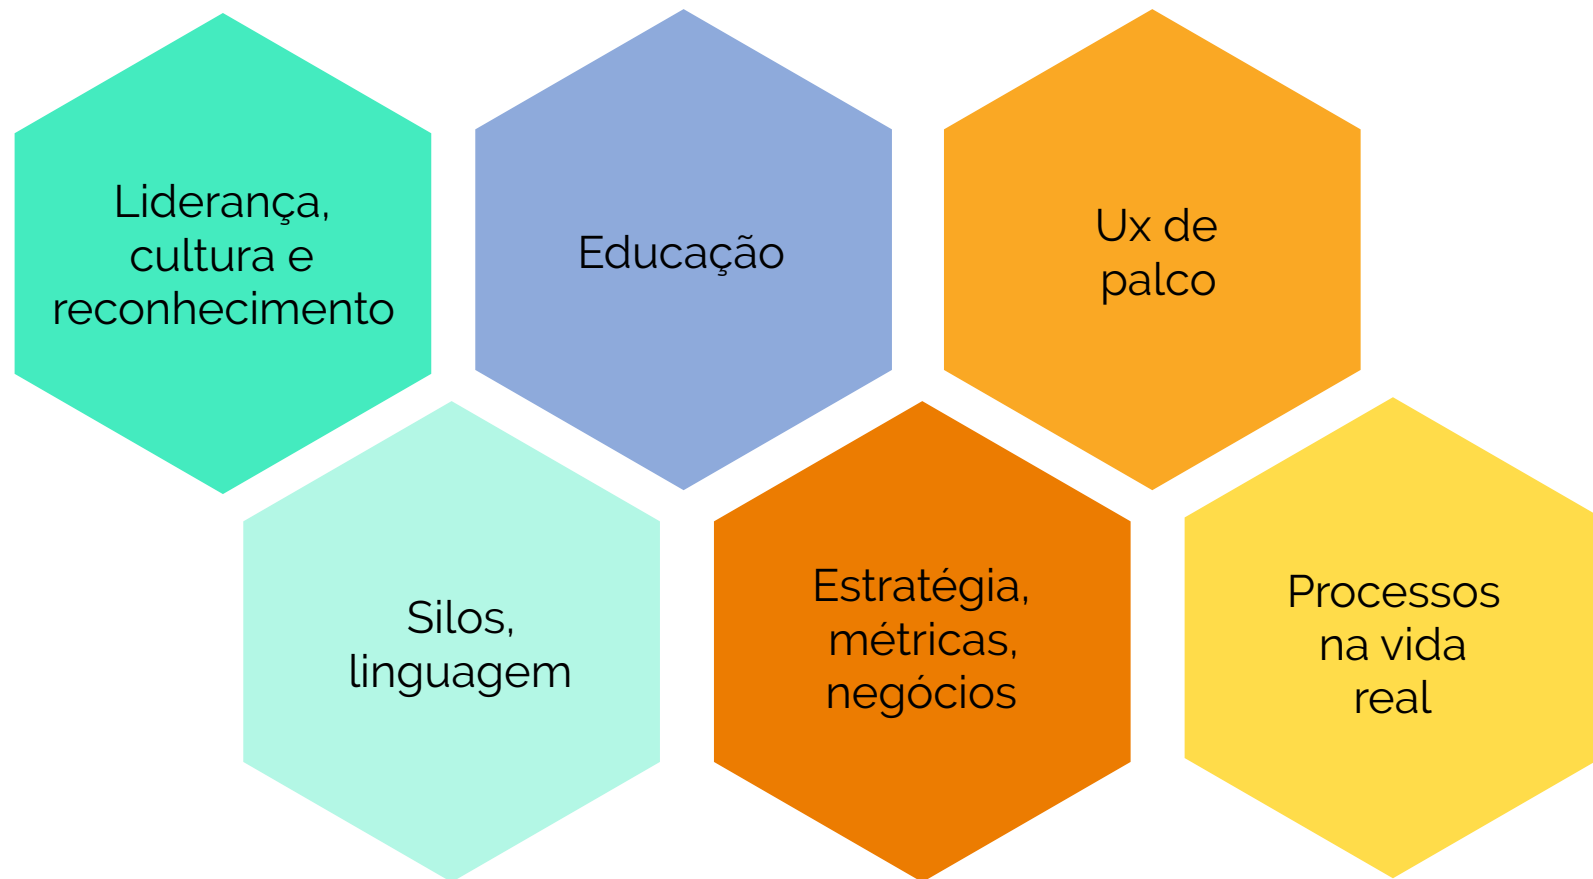 Liderança,
cultura e
reconhecimento
Educação
Ux de
palco
Silos,
linguagem
Estratégia,
métricas,
negócios
Processos
na vida
real